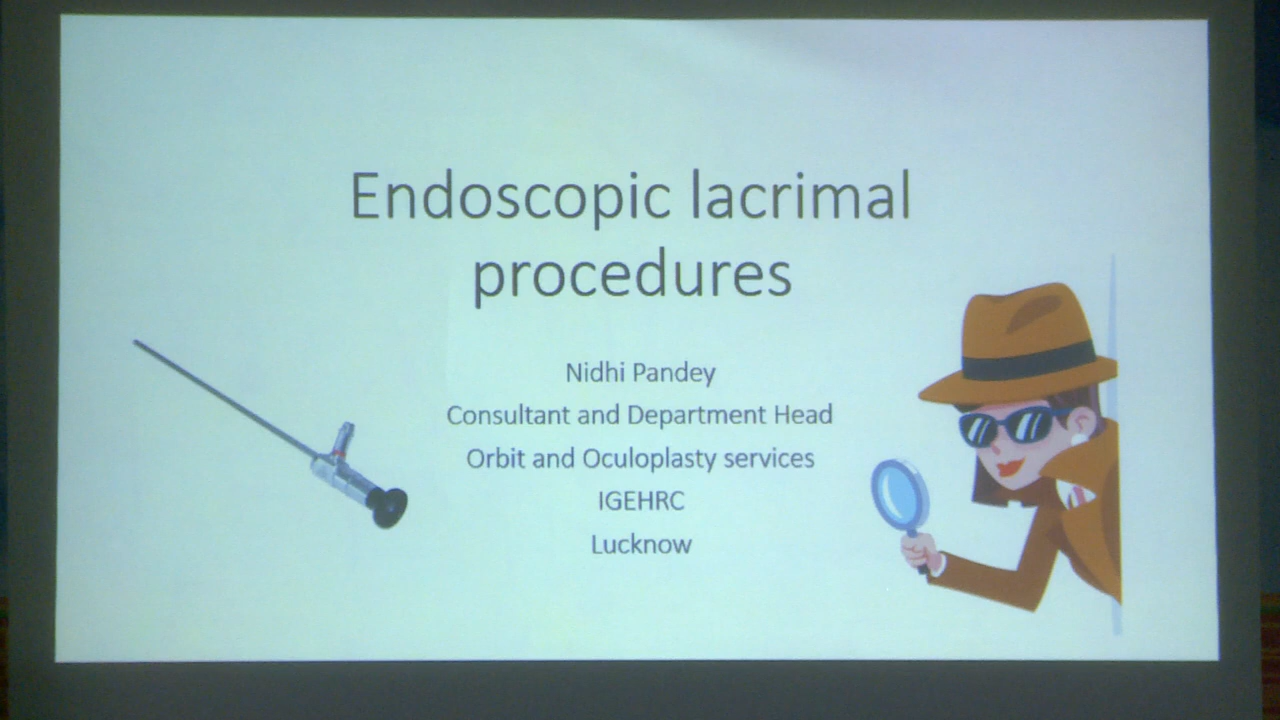 Endoscopic lacrimal
procedures
Nidhi Pandey
Consultant and Department Head
Orbit and Oculoplasty services
IGEHRC
Lucknow